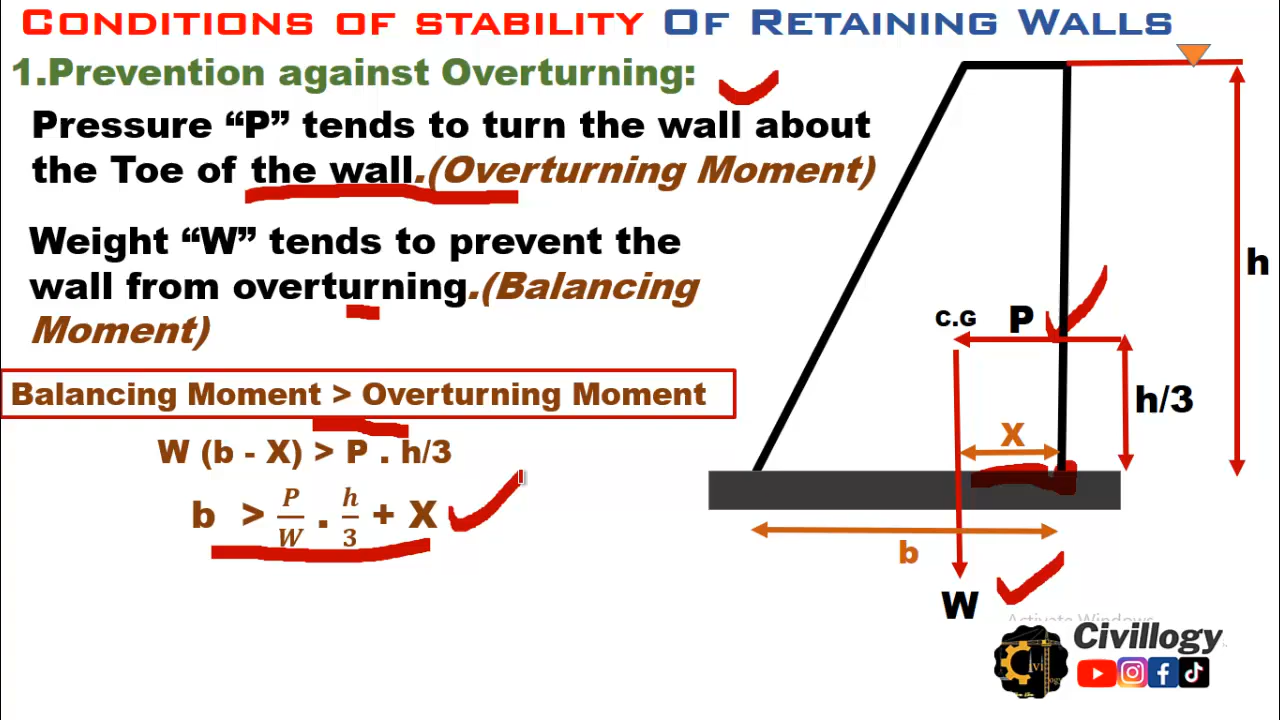 CONDITIONS OF STABILITY OF RETAINING WALLS
1.Prevention against Overturning:
Pressure “P” tends to turn the wall about
the Toe of the wall.(Overturning Moment)
Weight “W” tends to prevent the
wall from overturning.(Balancing
Moment)
Balancing Moment > Overturning Moment
W (b - X) > P . h/3
b > P/W . h/3 + X
C.G
P
h
h/3
X
b
W
Activate Windows
Civillogy